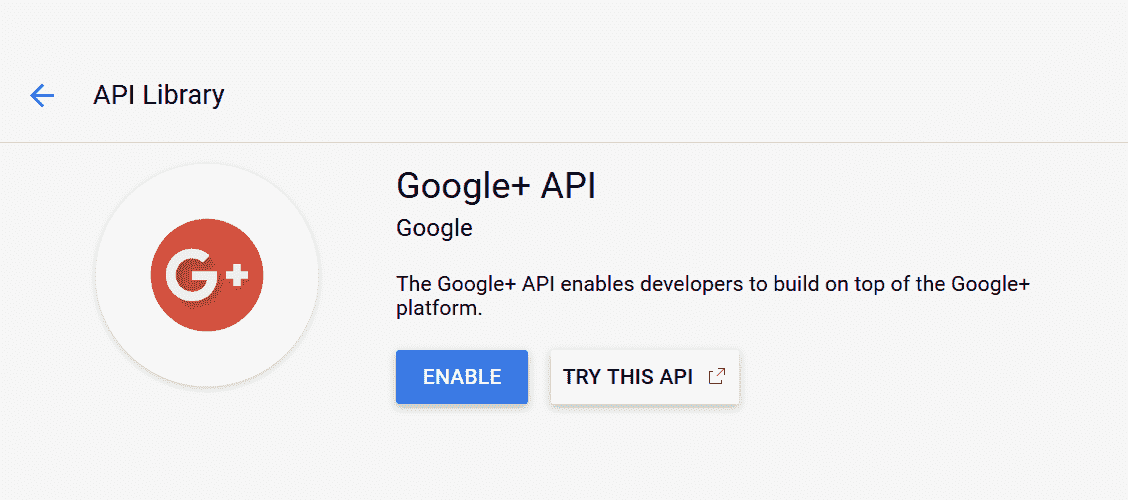 API Library
G+
Google+ API
Google
The Google+ API enables developers to build on top of the Google+
platform.
ENABLE
TRY THIS API